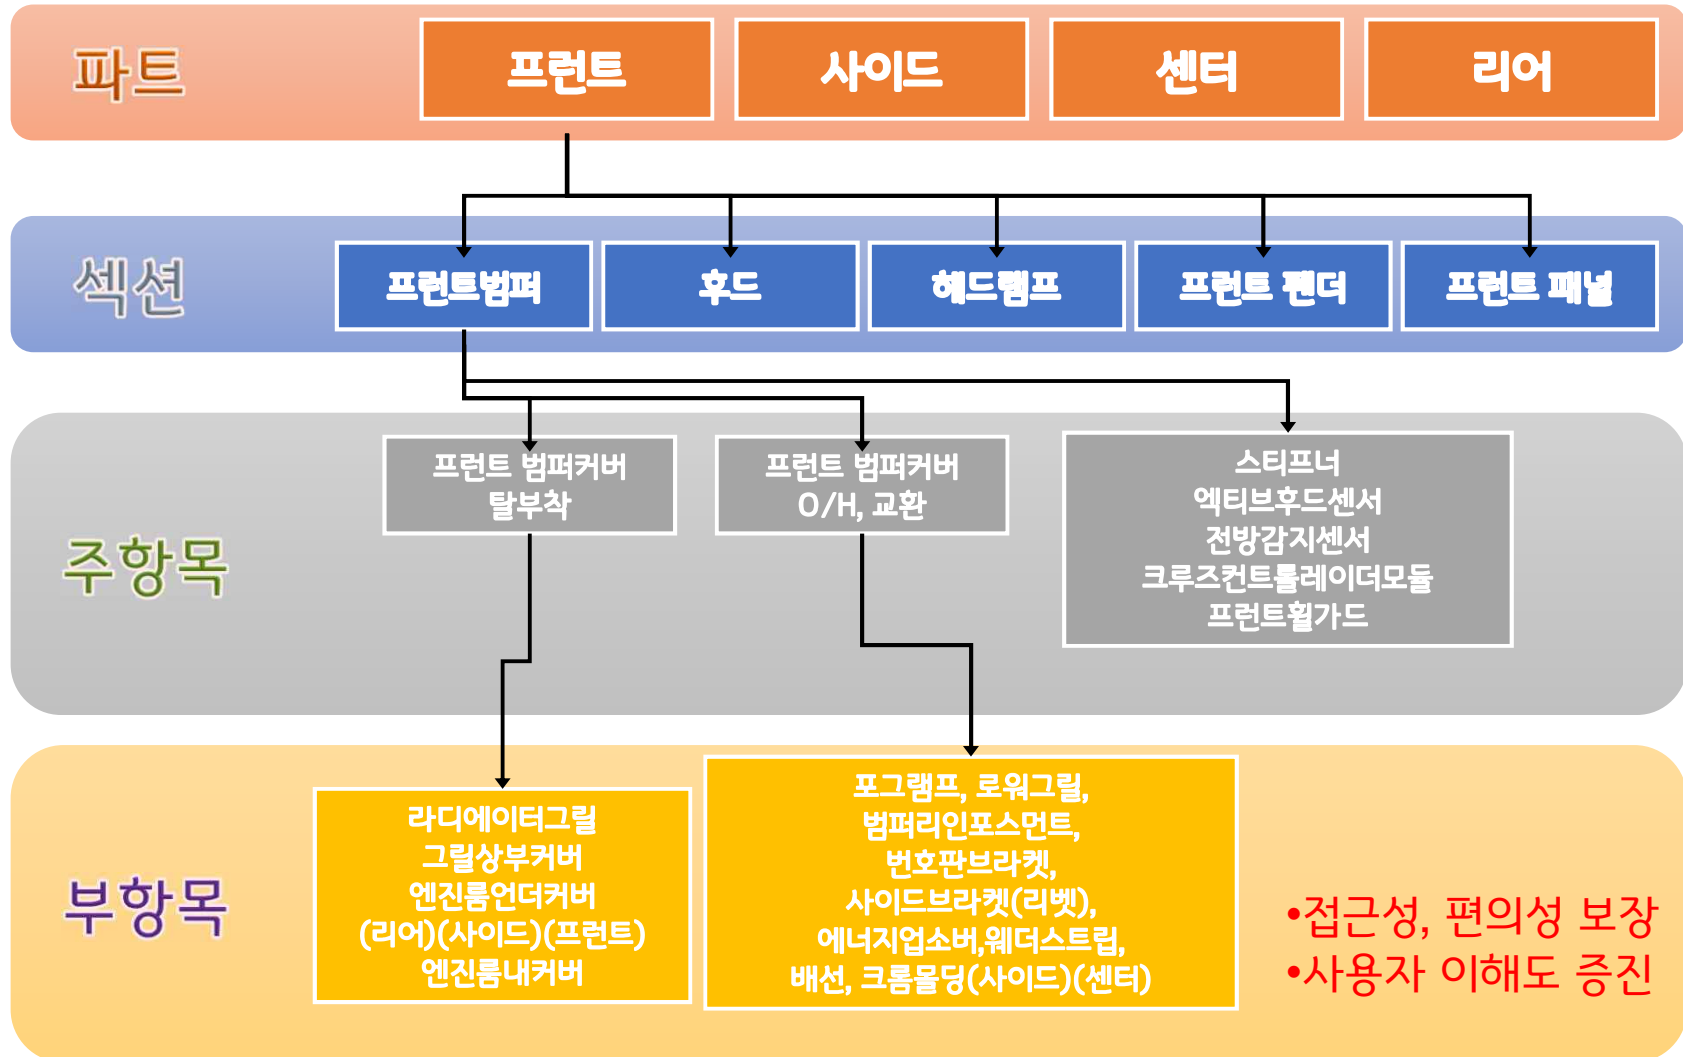 파트
프런트
사이드
센터
리어
섹션
프런트범퍼
후드
헤드램프
프런트 펜더
프런트 패널
주항목
프런트 범퍼커버
탈부착
프런트 범퍼커버
O/H, 교환
스티프너
엑티브후드센서
전방감지센서
크루즈컨트롤레이더모듈
프런트휠가드
부항목
라디에이터그릴
그릴상부커버
엔진룸언더커버
(리어)(사이드)(프런트)
엔진룸내커버
포그램프, 로워그릴,
범퍼리인포스먼트,
번호판브라켓,
사이드브라켓(리벳),
에너지업소버,웨더스트립,
배선, 크롬몰딩(사이드)(센터)
•접근성, 편의성 보장
•사용자 이해도 증진